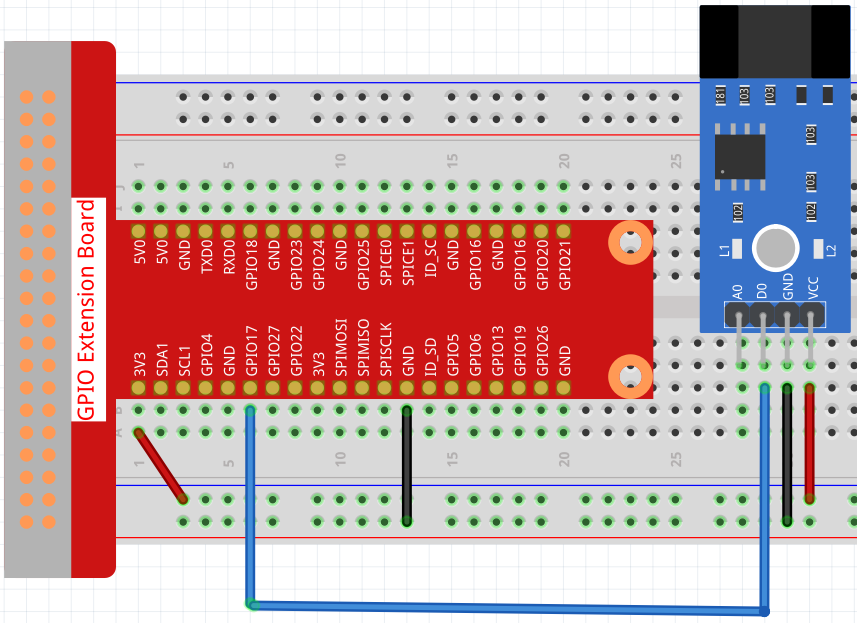 GPIO Extension Board
1
5
10
15
20
25
J
I
5V0
5V0
GND
TXD0
RXD0
GPIO18
GND
GPIO23
GPIO24
GND
GPIO25
SPICE0
SPICE1
ID_SC
GND
GPIO16
GND
GPIO16
GPIO20
GPIO21
3V3
SDA1
SCL1
GPIO4
GND
GPIO17
GPIO27
GPIO22
3V3
SPIMOSI
SPIMISO
SPISCLK
GND
ID_SD
GPIO5
GPIO6
GPIO13
GPIO19
GPIO26
GND
B
A
1
5
10
15
20
25
181
103
103
103
103
102
102
L1
L2
A0
D0
GND
VCC